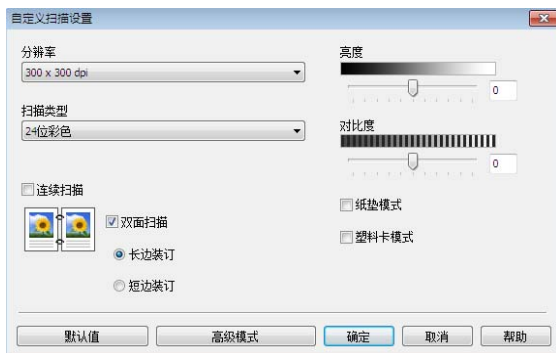 自定义扫描设置
分辨率
300 x 300 dpi
扫描类型
24位彩色
连续扫描
双面扫描
长边装订
短边装订
亮度
0
对比度
0
纸垫模式
塑料卡模式
默认值
高级模式
确定
取消
帮助